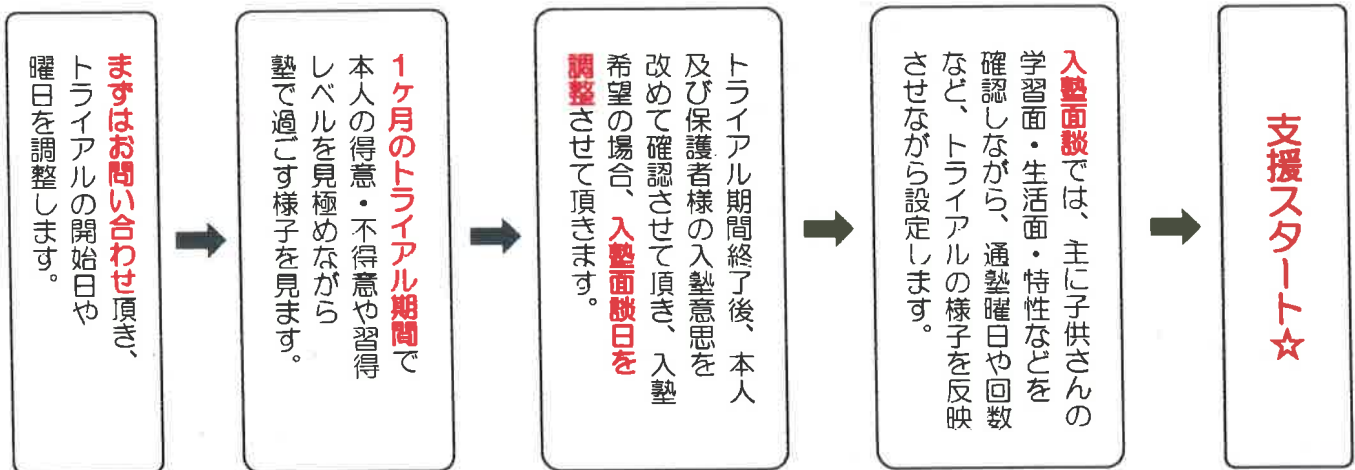 まずはお問い合わせ頂き、
トライアルの開始日や
曜日を調整します。
1ヶ月のトライアル期間で
本人の得意・不得意や習得
レベルを見極めながら
塾で過ごす様子を見ます。
トライアル期間終了後、本人
及び保護者様の入塾意思を
改めて確認させて頂き、入塾
希望の場合、入塾面談日を
調整させて頂きます。
入塾面談では、主に子供さんの
学習面・生活面・特性などを
確認しながら、通塾曜日や回数
など、トライアルの様子を反映
させながら設定します。
支援スタート☆